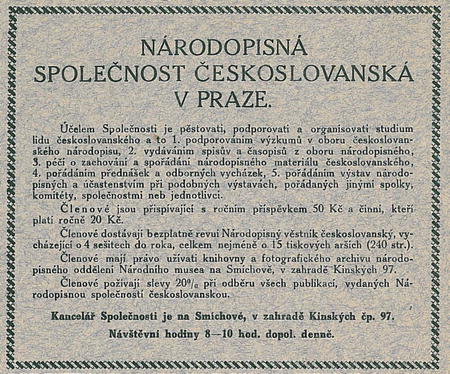 NÁRODOPISNÁ
SPOLEČNOST ČESKOSLOVANSKÁ
V PRAZE.
Účelem Společnosti je pěstovati, podporovati a organisovati studium
lidu českoslovanského a to 1. podporováním výzkumů v oboru českoslovan-
ského národopisu, 2. vydáváním spisův a časopisů z oboru národopisného,
3. péčí o zachování a spořádání národopisného materiálu českoslovanského,
4. pořádáním přednášek a odborných vycházek, 5. pořádáním výstav národo-
pisných a účastenstvím při podobných výstavách, pořádaných jinými spolky,
komitéty, společnostmi neb jednotlivci.
Členové jsou přispívající s ročním příspěvkem 50 Kč a činní, kteří
platí ročně 20 Kč.
Členové dostávají bezplatně revui Národopisný věstník českoslovanský, vy-
cházející o 4 sešitech do roka, celkem nejméně o 15 tiskových arších (240 str.).
Členové mají právo užívati knihovny a fotografického archivu národo-
pisného oddělení Národního musea na Smíchově, v zahradě Kinských 97.
Členové požívají slevy 20% při odběru všech publikací, vydaných Ná-
rodopisnou společností českoslovanskou.
Kancelář Společnosti je na Smíchově, v zahradě Kinských čp. 97.
Návštěvní hodiny 8—10 hod. dopol. denně.